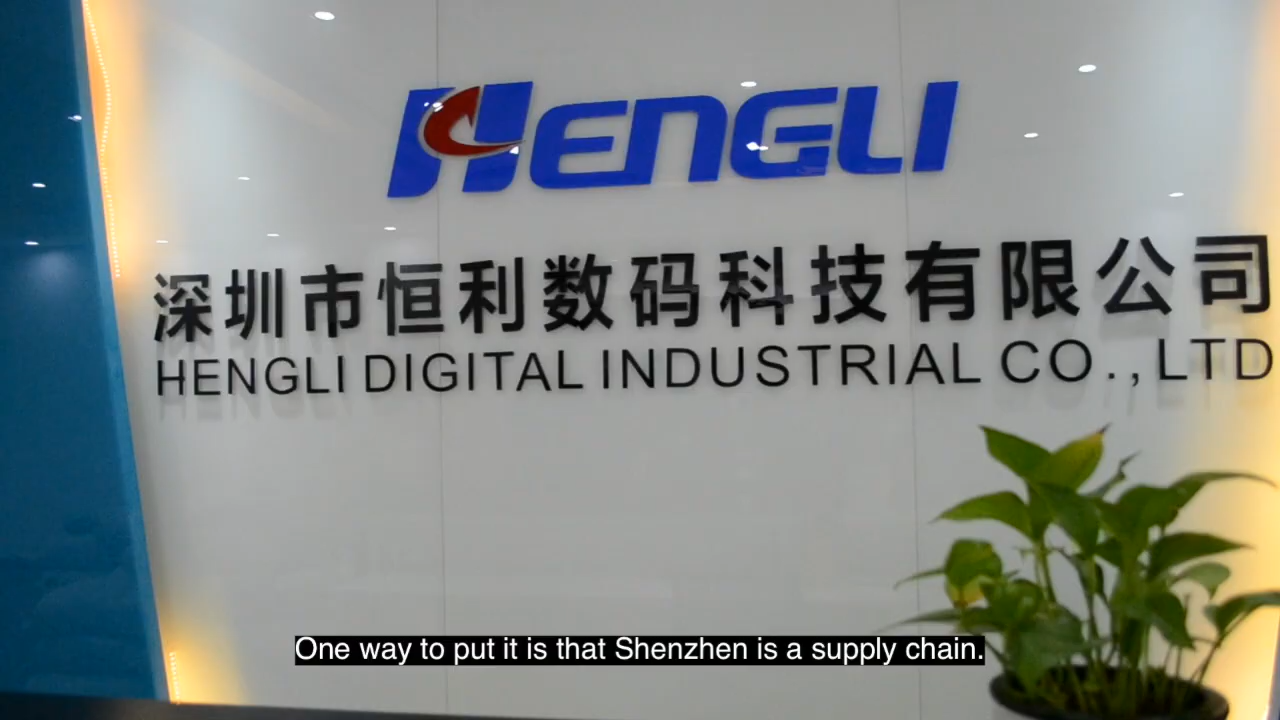 HENGLI
深圳市恒利数码科技有限公司
HENGLI DIGITAL INDUSTRIAL CO., LTD
One way to put it is that Shenzhen is a supply chain.